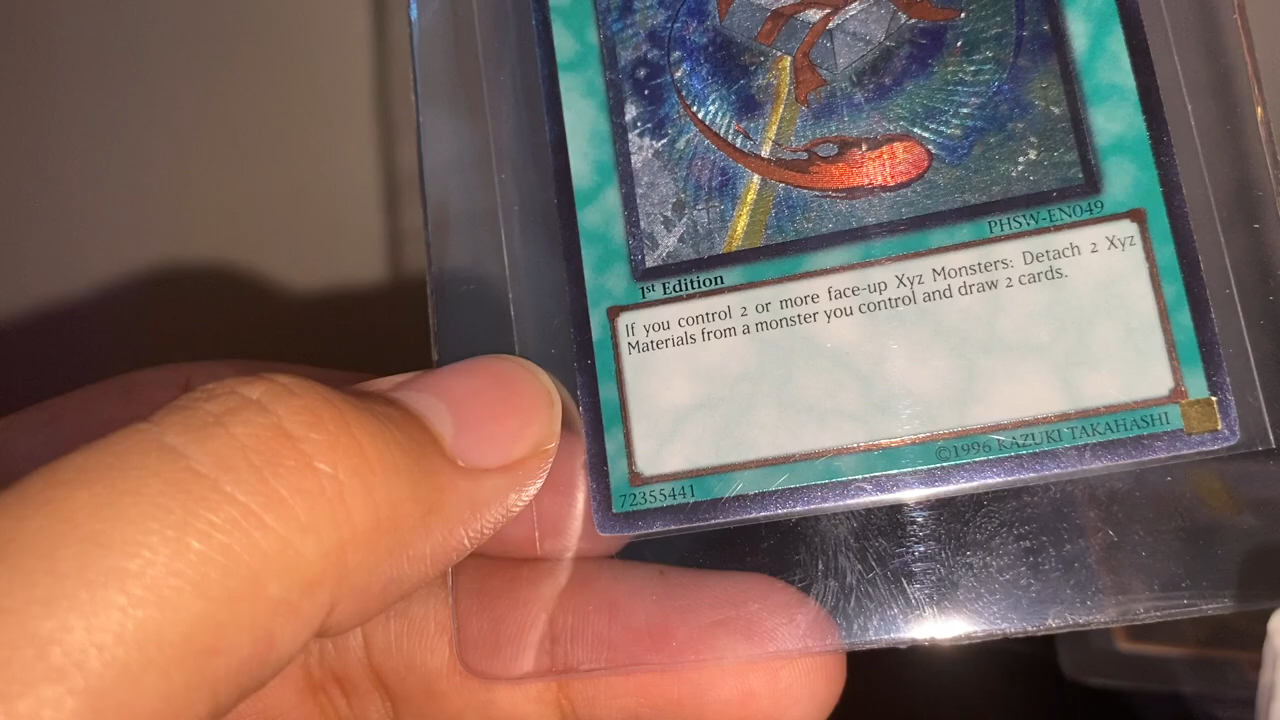 PHSW-EN049
1st Edition
If you control 2 or more face-up Xyz Monsters: Detach 2 Xyz
Materials from a monster you control and draw 2 cards.
72355441
©1996 KAZUKI TAKAHASHI